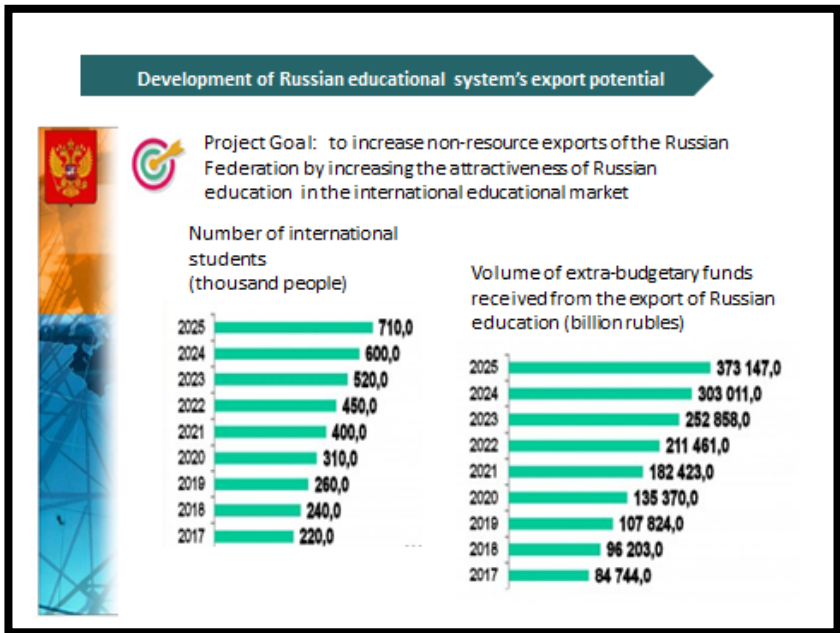 Development of Russian educational system's export potential
Project Goal: to increase non-resource exports of the Russian
Federation by increasing the attractiveness of Russian
education in the international educational market
Number of international
students
(thousand people)
2025 710,0
2024 600,0
2023 520,0
2022 450,0
2021 400,0
2020 310,0
2019 260,0
2018 240,0
2017 220,0
Volume of extra-budgetary funds
received from the export of Russian
education (billion rubles)
2025 373 147,0
2024 303 011,0
2023 252 858,0
2022 211 461,0
2021 182 423,0
2020 135 370,0
2019 107 824,0
2018 96 203,0
2017 84 744,0